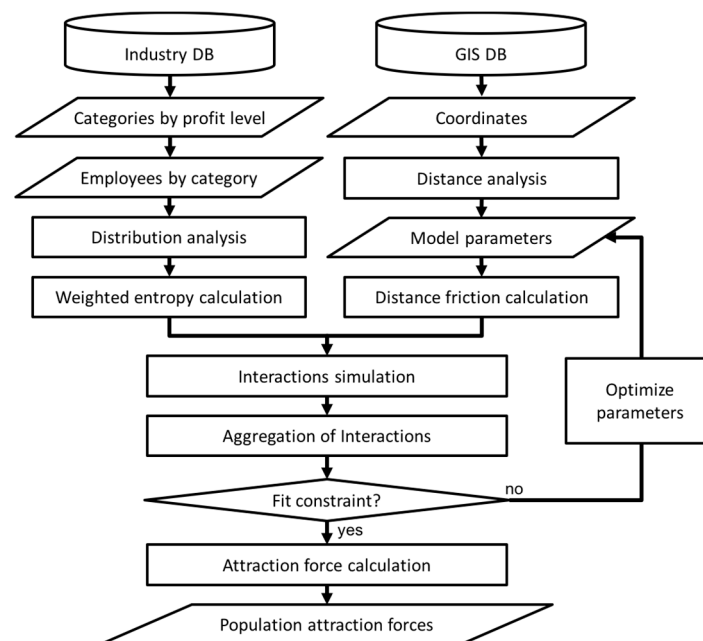 Industry DB
GIS DB
Categories by profit level
Coordinates
Employees by category
Distance analysis
Distribution analysis
Model parameters
Weighted entropy calculation
Distance friction calculation
Interactions simulation
Optimize
parameters
Aggregation of Interactions
Fit constraint?
no
yes
Attraction force calculation
Population attraction forces